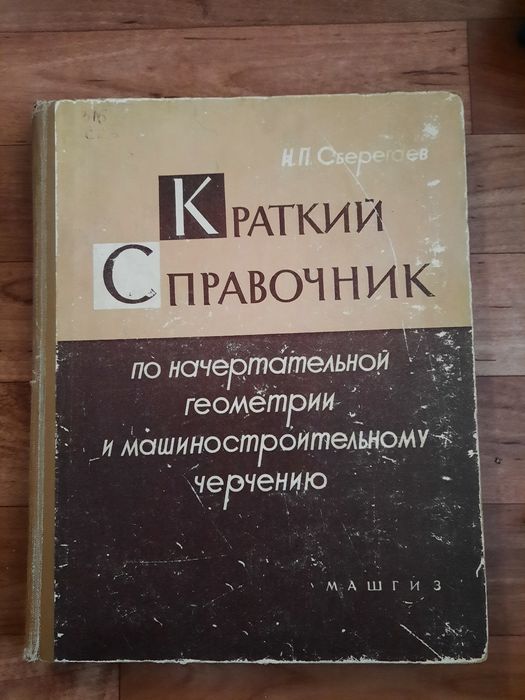 Н.П. Сберегаев
КРАТКИЙ
СПРАВОЧНИК
по начертательной
геометрии
и машиностроительному
черчению
МАШГИЗ